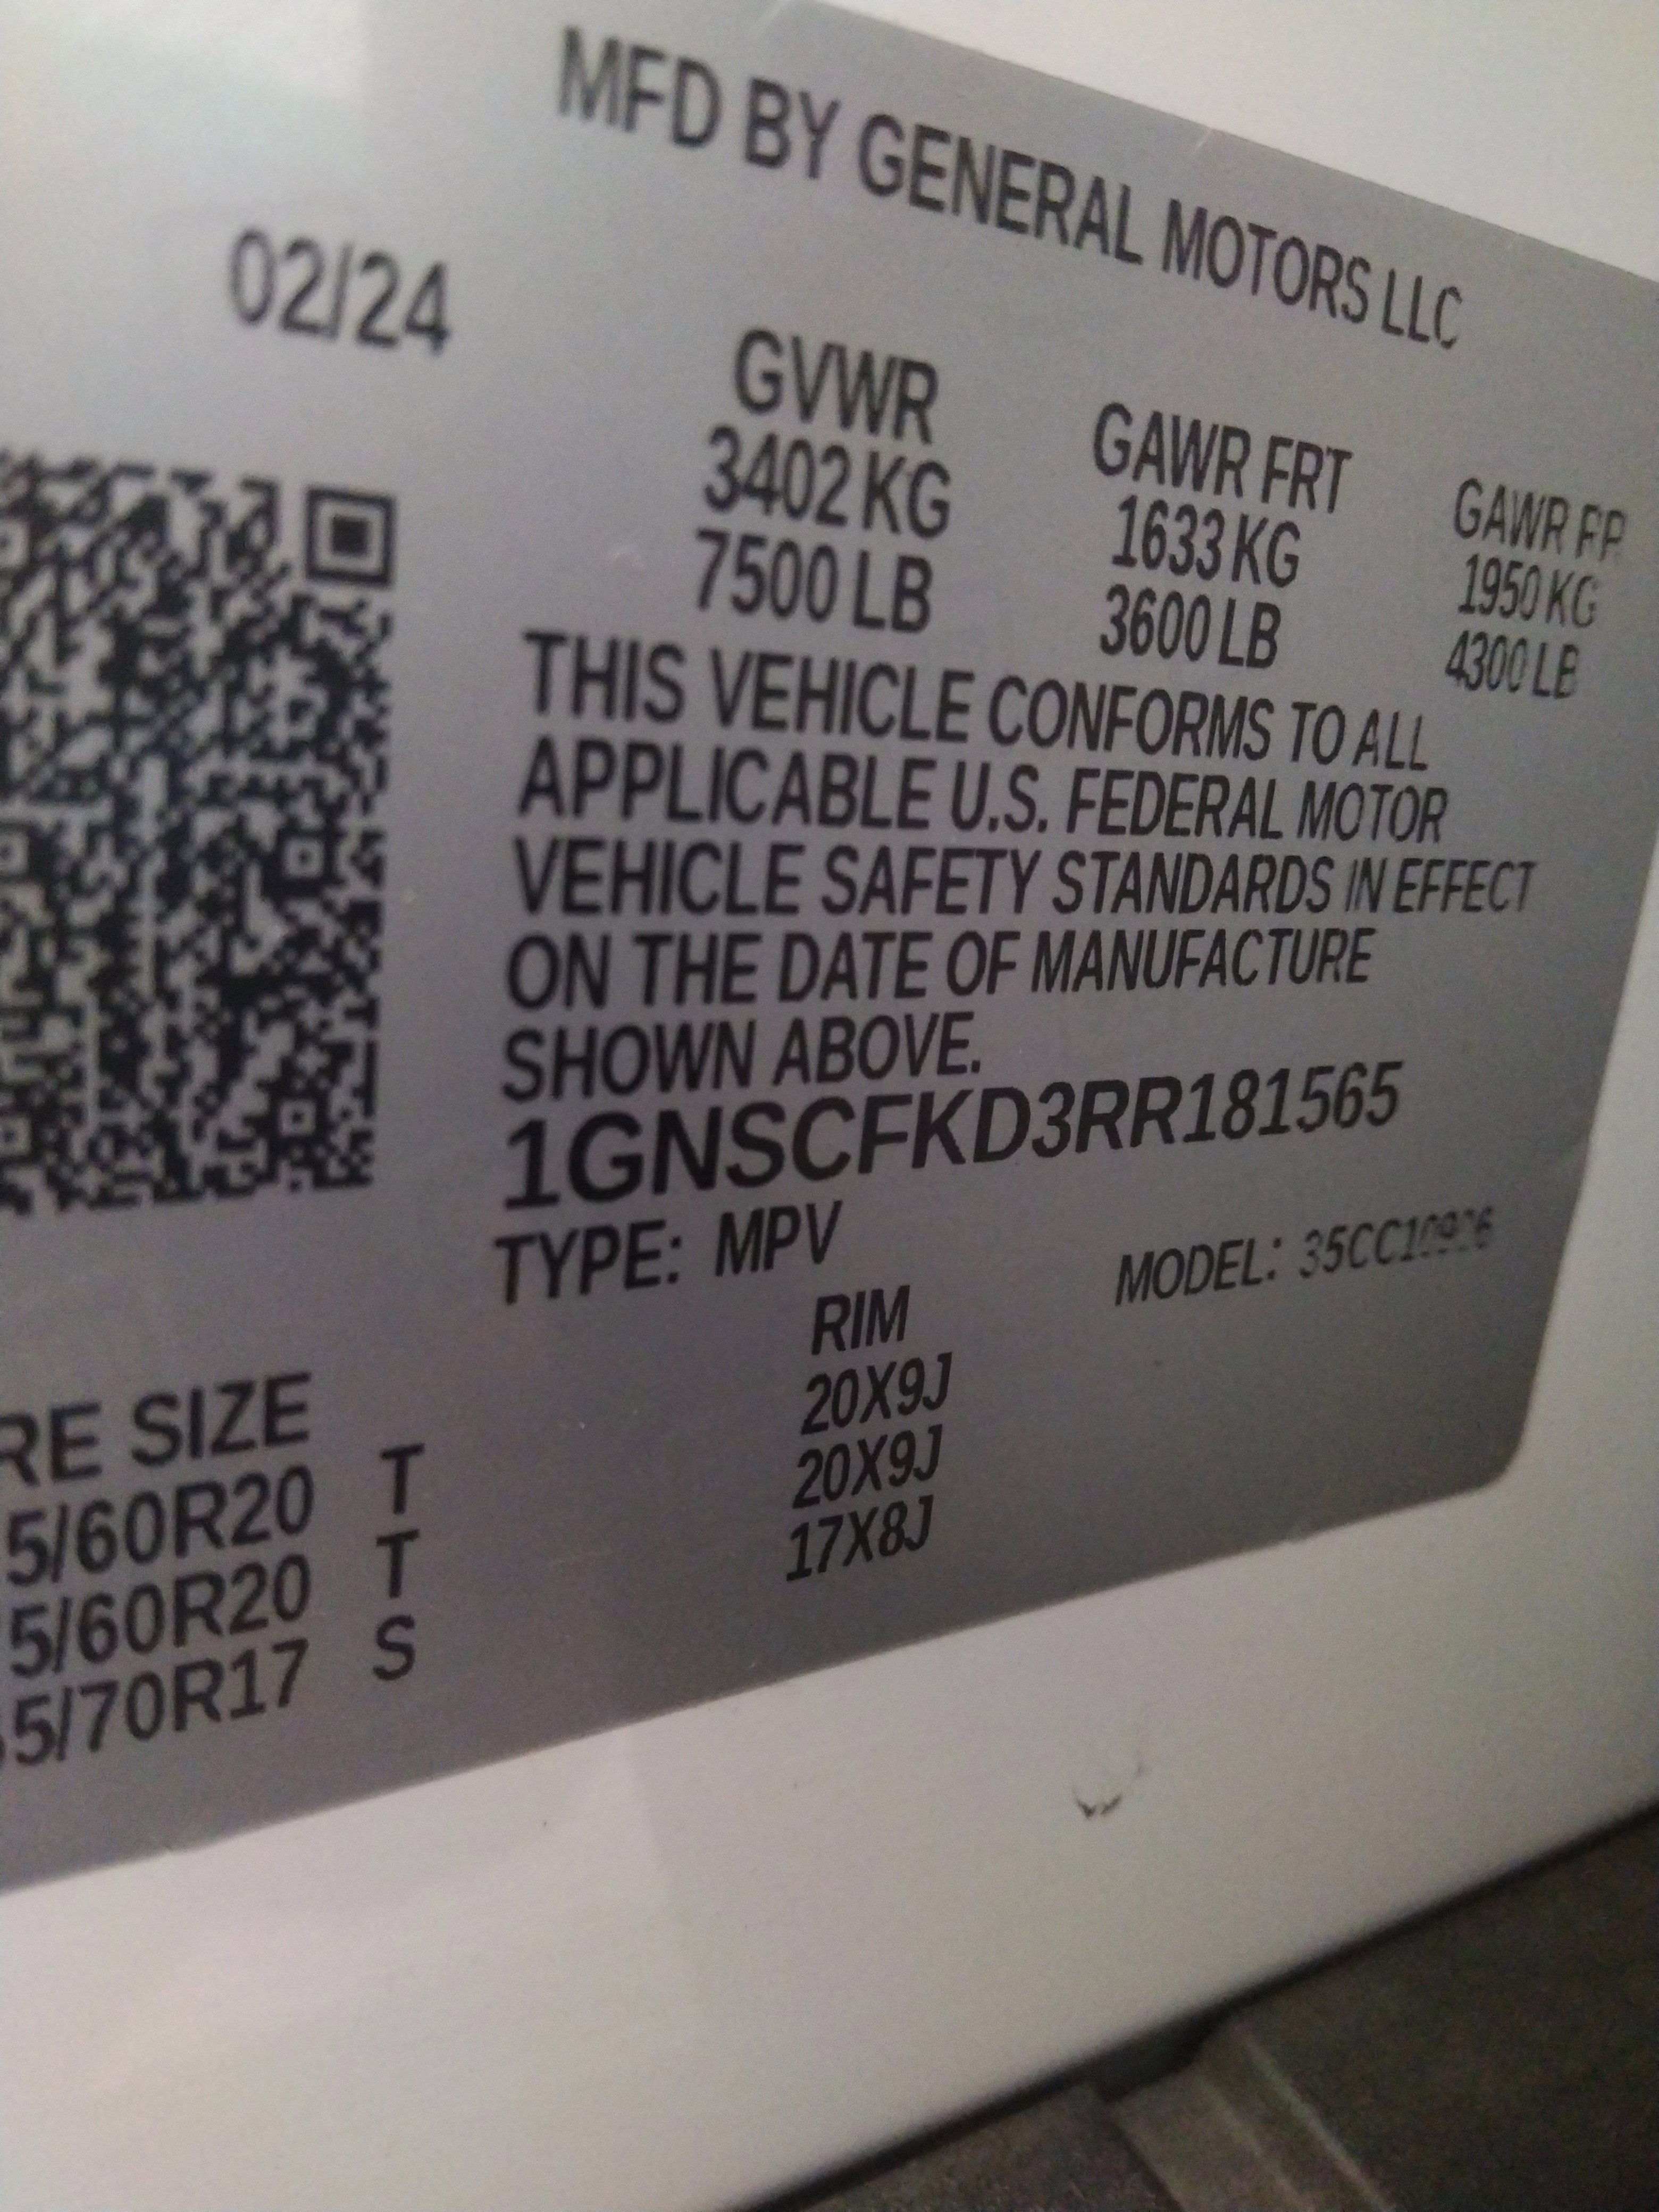 MFD BY GENERAL MOTORS LLC
02/24
GVWR GAWR FRT
3402 KG 1633 KG 1950 KG
7500 LB 3600 LB 4300 LB
THIS VEHICLE CONFORMS TO ALL
APPLICABLE U.S. FEDERAL MOTOR
VEHICLE SAFETY STANDARDS IN EFFECT
ON THE DATE OF MANUFACTURE
SHOWN ABOVE.
1GNSCFKD3RR181565
TYPE: MPV MODEL:
RE SIZE RIM
5/60R20 T 20X9J
5/60R20 T 20X9J
5/70R17 S 17X8J